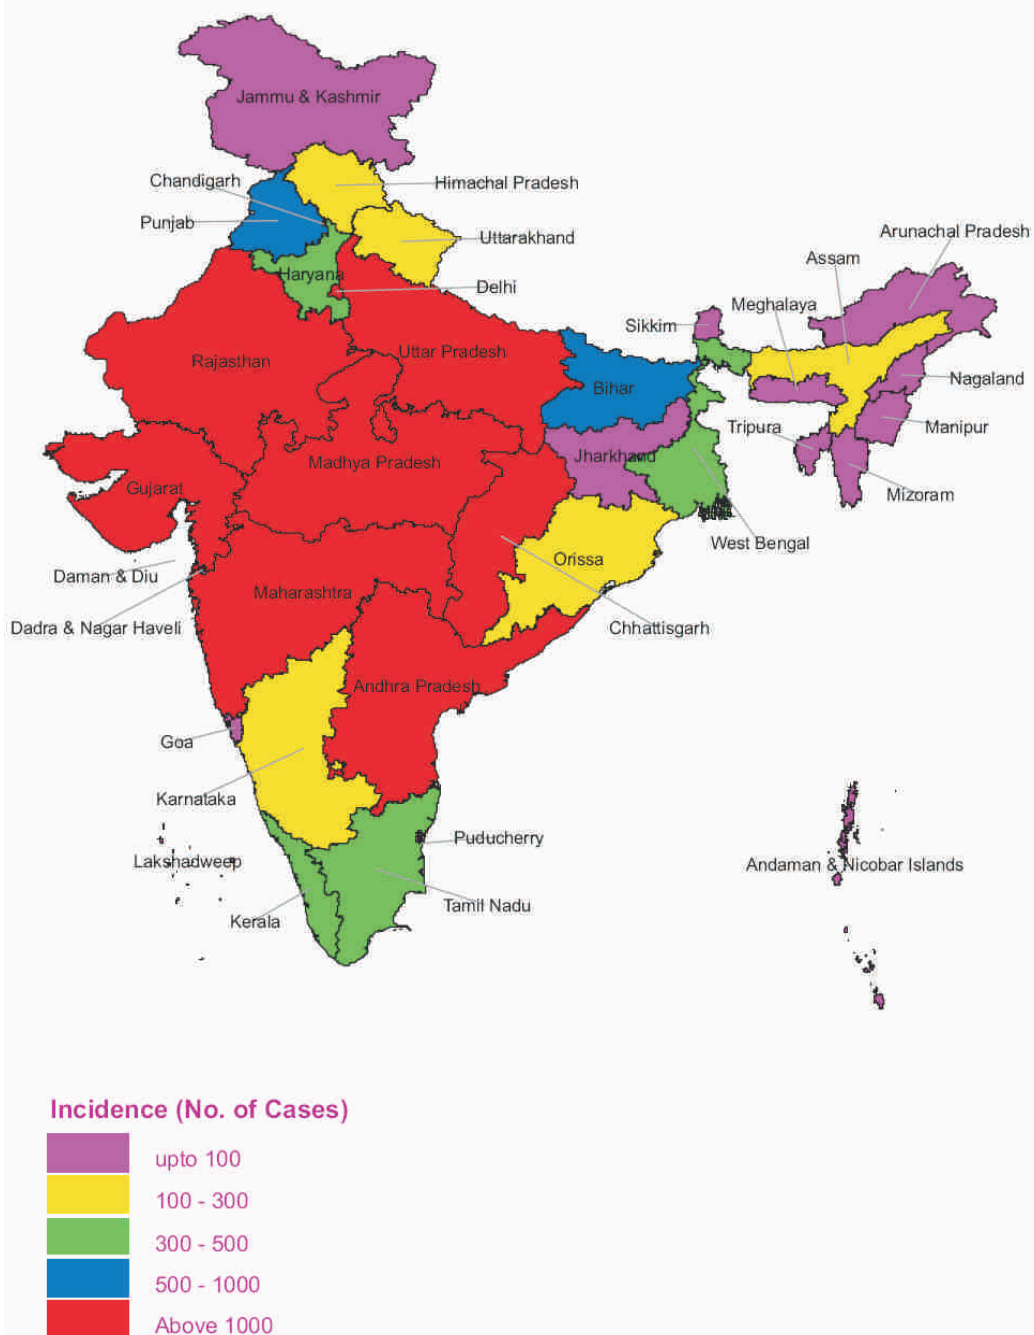 Jammu & Kashmir
Chandigarh
Himachal Pradesh
Punjab
Uttarakhand
Arunachal Pradesh
Assam
Haryana
Delhi
Meghalaya
Sikkim
Rajasthan
Uttar Pradesh
Nagaland
Bihar
Tripura
Manipur
Jharkhand
Madhya Pradesh
Gujarat
Mizoram
West Bengal
Orissa
Daman & Diu
Maharashtra
Dadra & Nagar Haveli
Chhattisgarh
Andhra Pradesh
Goa
Karnataka
Puducherry
Lakshadweep
Andaman & Nicobar Islands
Tamil Nadu
Kerala
Incidence (No. of Cases)
upto 100
100 - 300
300 - 500
500 - 1000
Above 1000